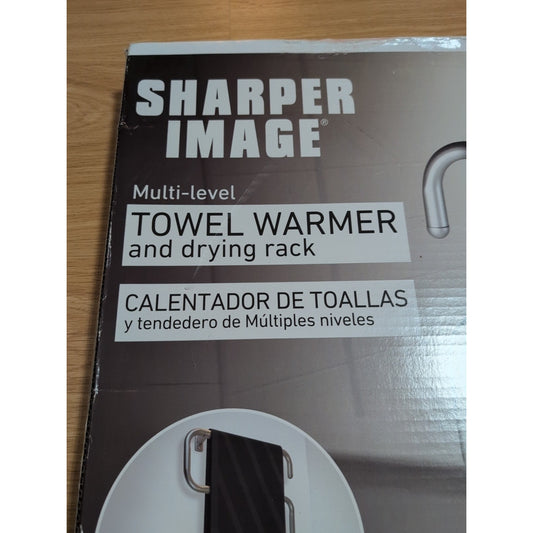 SHARPER
IMAGE®
Multi-level
TOWEL WARMER
and drying rack
CALENTADOR DE TOALLAS
y tendedero de Múltiples niveles